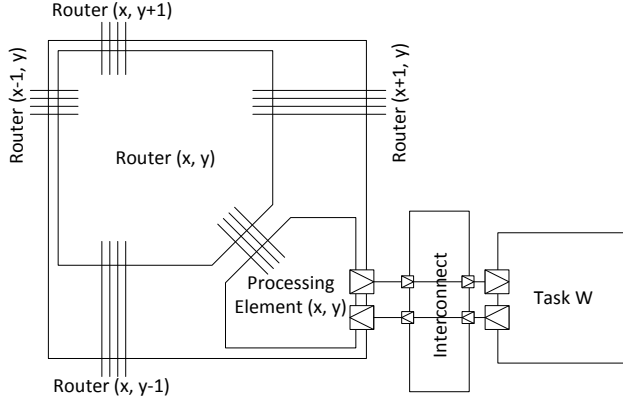 Router (x, y+1)
Router (x-1, y)
Router (x+1, y)
Router (x, y)
Processing
Element (x, y)
Interconnect
Task W
Router (x, y-1)